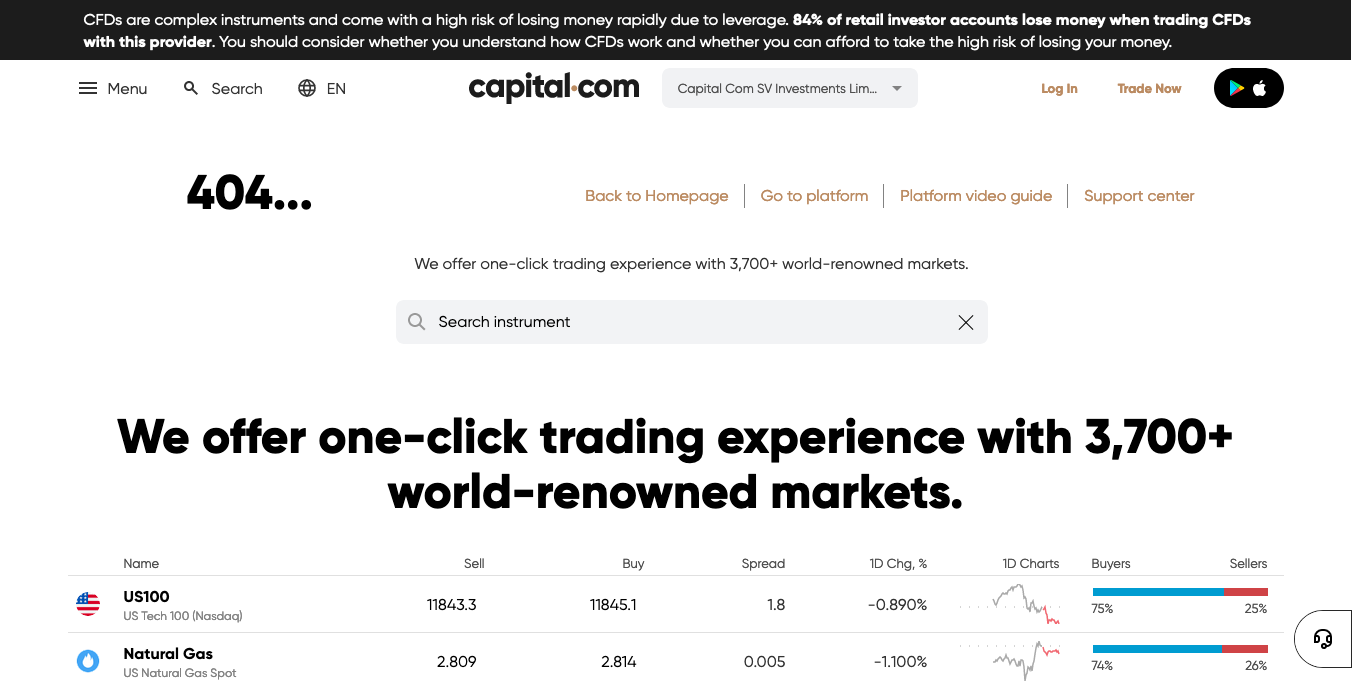 CFDs are complex instruments and come with a high risk of losing money rapidly due to leverage. 84% of retail investor accounts lose money when trading CFDs
with this provider. You should consider whether you understand how CFDs work and whether you can afford to take the high risk of losing your money.
Menu Search EN capital.com Capital Com SV Investments Lim... Log In Trade Now
404... Back to Homepage Go to platform Platform video guide Support center
We offer one-click trading experience with 3,700+ world-renowned markets.
Search instrument
We offer one-click trading experience with 3,700+
world-renowned markets.
Name Sell Buy Spread 1D Chg, % 1D Charts Buyers Sellers
US100 11843.3 11845.1 1.8 -0.890%
US Tech 100 (Nasdaq) 75% 25%
Natural Gas 2.809 2.814 0.005 -1.100%
US Natural Gas Spot 74% 26%